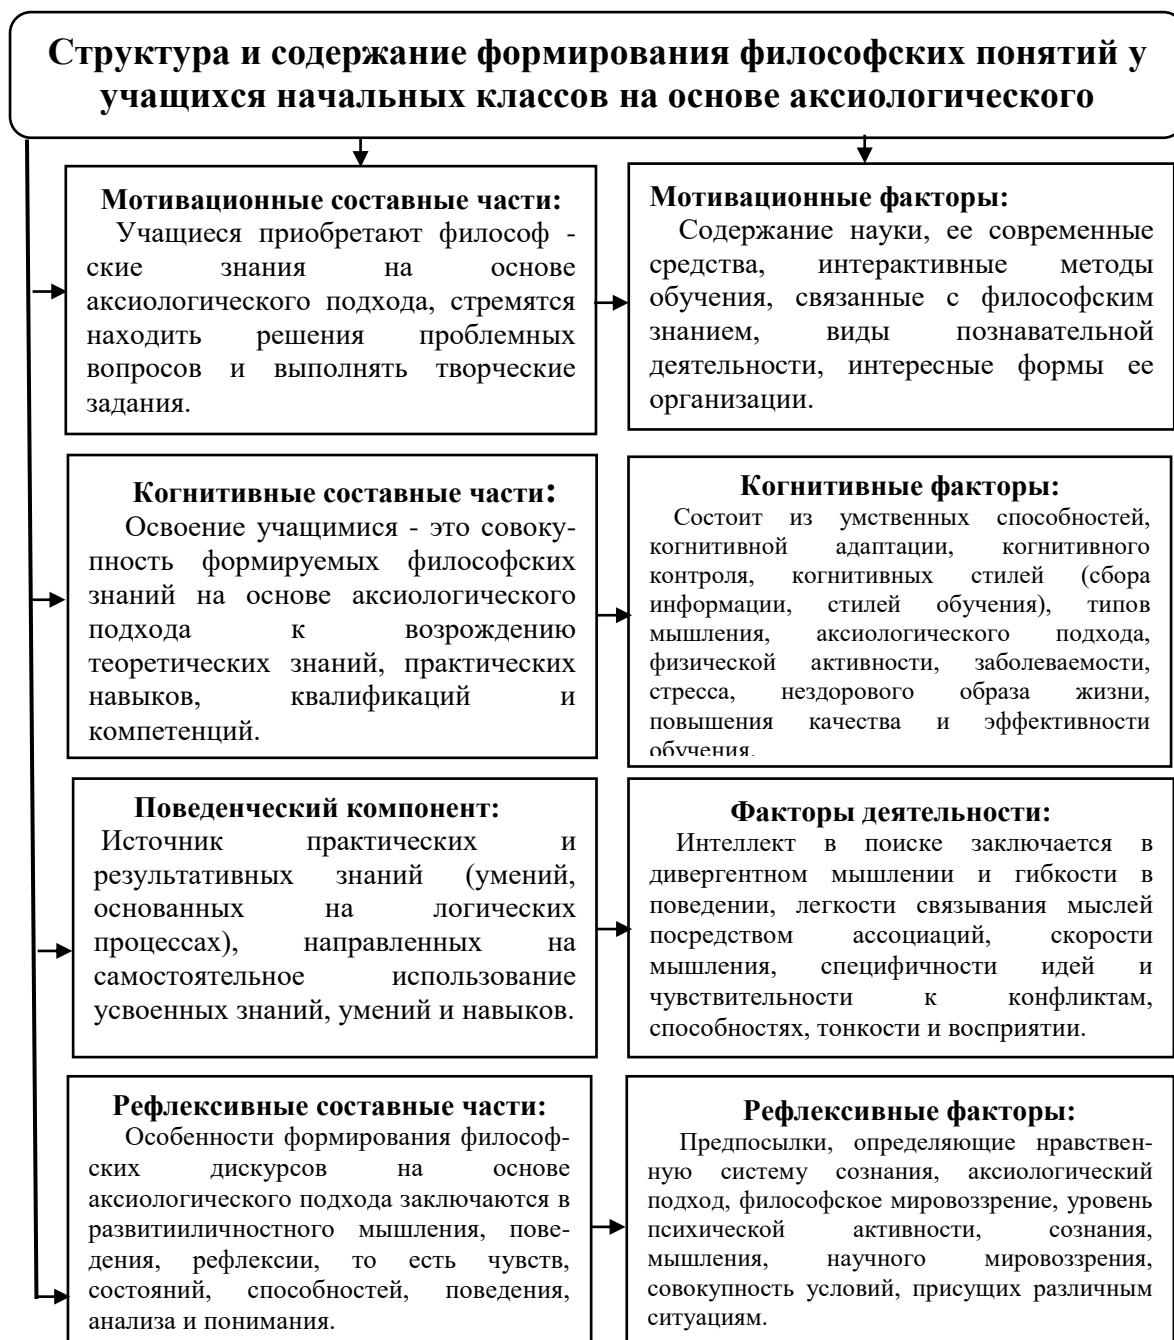 Структура и содержание формирования философских понятий у
учащихся начальных классов на основе аксиологического
Мотивационные составные части:
Учащиеся приобретают философ -
ские знания на основе
аксиологического подхода, стремятся
находить решения проблемных
вопросов и выполнять творческие
задания.
Мотивационные факторы:
Содержание науки, ее современные
средства, интерактивные методы
обучения, связанные с философским
знанием, виды познавательной
деятельности, интересные формы ее
организации.
Когнитивные составные части:
Освоение учащимися - это совоку-
пность формируемых философских
знаний на основе аксиологического
подхода к возрождению
теоретических знаний, практических
навыков, квалификаций и
компетенций.
Когнитивные факторы:
Состоит из умственных способностей,
когнитивной адаптации, когнитивного
контроля, когнитивных стилей (сбора
информации, стилей обучения), типов
мышления, аксиологического подхода,
физической активности, заболеваемости,
стресса, нездорового образа жизни,
повышения качества и эффективности
обучения.
Поведенческий компонент:
Источник практических и
результативных знаний (умений,
основанных на логических
процессах), направленных на
самостоятельное использование
усвоенных знаний, умений и навыков.
Факторы деятельности:
Интеллект в поиске заключается в
дивергентном мышлении и гибкости в
поведении, легкости связывания мыслей
посредством ассоциаций, скорости
мышления, специфичности идей и
чувствительности к конфликтам,
способностях, тонкости и восприятии.
Рефлексивные составные части:
Особенности формирования философ-
ских дискурсов на основе
аксиологического подхода заключаются в
развитииличностного мышления, пове-
дения, рефлексии, то есть чувств,
состояний, способностей, поведения,
анализа и понимания.
Рефлексивные факторы:
Предпосылки, определяющие нравствен-
ную систему сознания, аксиологический
подход, философское мировоззрение, уровень
психической активности, сознания,
мышления, научного мировоззрения,
совокупность условий, присущих различным
ситуациям.